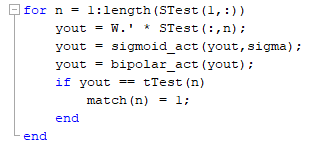 for n = 1:length(STest(1,:))
yout = W.' * STest(:,n);
yout = sigmoid_act(yout,sigma);
yout = bipolar_act(yout);
if yout == tTest(n)
match(n) = 1;
end
end